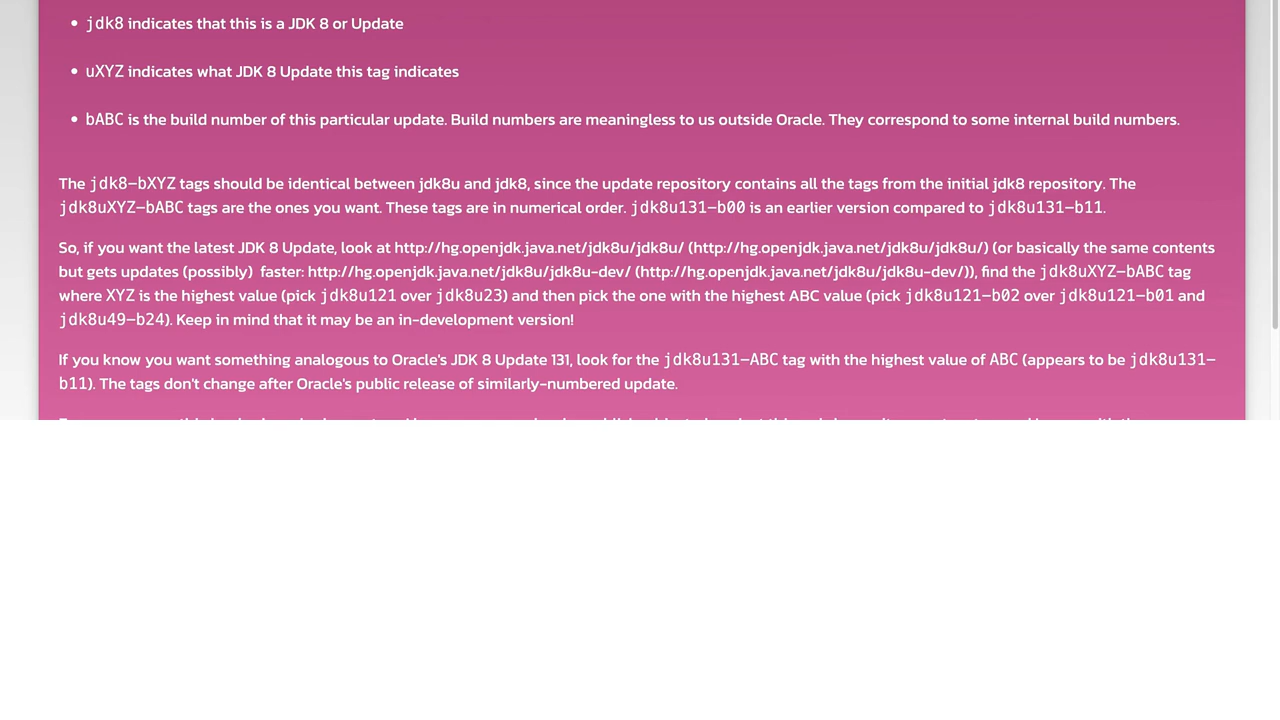 • jdk8 indicates that this is a JDK 8 or Update
• uXYZ indicates what JDK 8 Update this tag indicates
• bABC is the build number of this particular update. Build numbers are meaningless to us outside Oracle. They correspond to some internal build numbers.
The jdk8-bXYZ tags should be identical between jdk8u and jdk8, since the update repository contains all the tags from the initial jdk8 repository. The
jdk8uXYZ-bABC tags are the ones you want. These tags are in numerical order. jdk8u131-b00 is an earlier version compared to jdk8u131-b11.
So, if you want the latest JDK 8 Update, look at http://hg.openjdk.java.net/jdk8u/jdk8u/ (http://hg.openjdk.java.net/jdk8u/jdk8u/) (or basically the same contents
but gets updates (possibly) faster: http://hg.openjdk.java.net/jdk8u/jdk8u-dev/ (http://hg.openjdk.java.net/jdk8u/jdk8u-dev/)), find the jdk8uXYZ-bABC tag
where XYZ is the highest value (pick jdk8u121 over jdk8u23) and then pick the one with the highest ABC value (pick jdk8u121-b02 over jdk8u121-b01 and
jdk8u49-b24). Keep in mind that it may be an in-development version!
If you know you want something analogous to Oracle's JDK 8 Update 131, look for the jdk8u131-ABC tag with the highest value of ABC (appears to be jdk8u131-
b11). The tags don't change after Oracle's public release of similarly-numbered update.